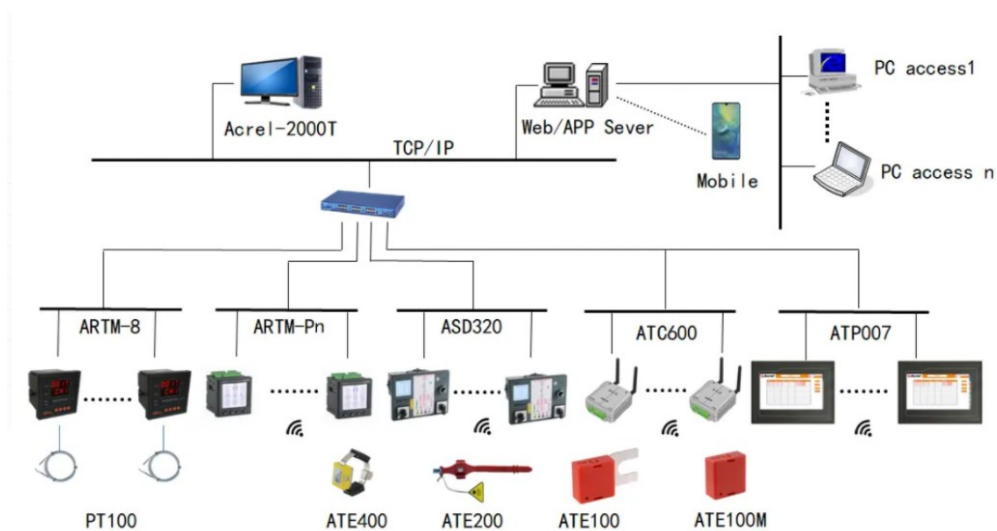 PC access1
Acrel-2000T
Web/APP Sever
TCP/IP
Mobile
PC access n
ARTM-8
ARTM-Pn
ASD320
ATC600
ATP007
PT100
ATE400
ATE200
ATE100
ATE100M